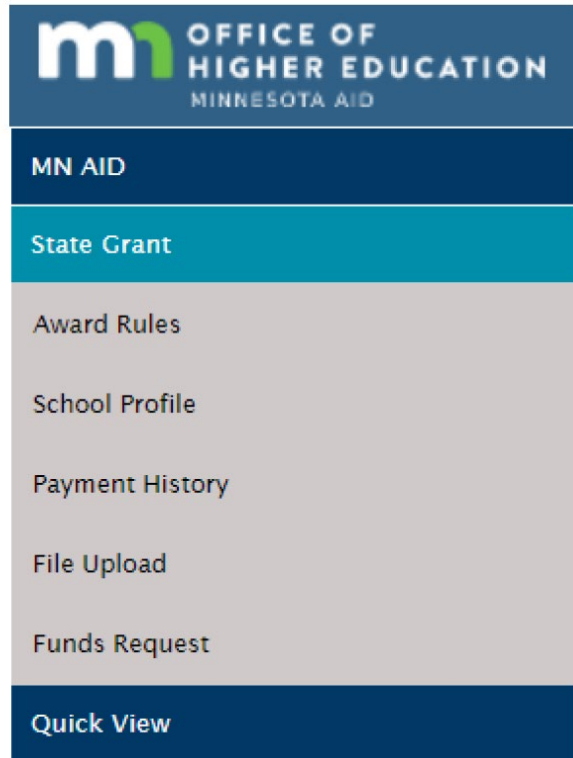 mn OFFICE OF
HIGHER EDUCATION
MINNESOTA AID
MN AID
State Grant
Award Rules
School Profile
Payment History
File Upload
Funds Request
Quick View